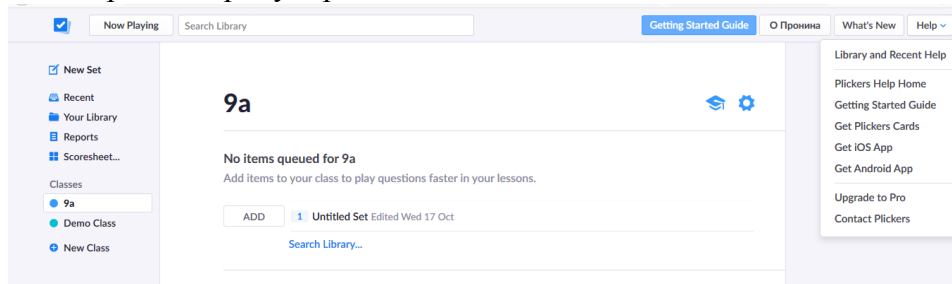 Now Playing
Search Library
Getting Started Guide
О Пронина
What's New
Help
New Set
Recent
Your Library
Reports
Scoresheet...
Classes
9a
Demo Class
New Class
9a
No items queued for 9a
Add items to your class to play questions faster in your lessons.
ADD
1 Untitled Set Edited Wed 17 Oct
Search Library...
Library and Recent Help
Plickers Help Home
Getting Started Guide
Get Plickers Cards
Get iOS App
Get Android App
Upgrade to Pro
Contact Plickers